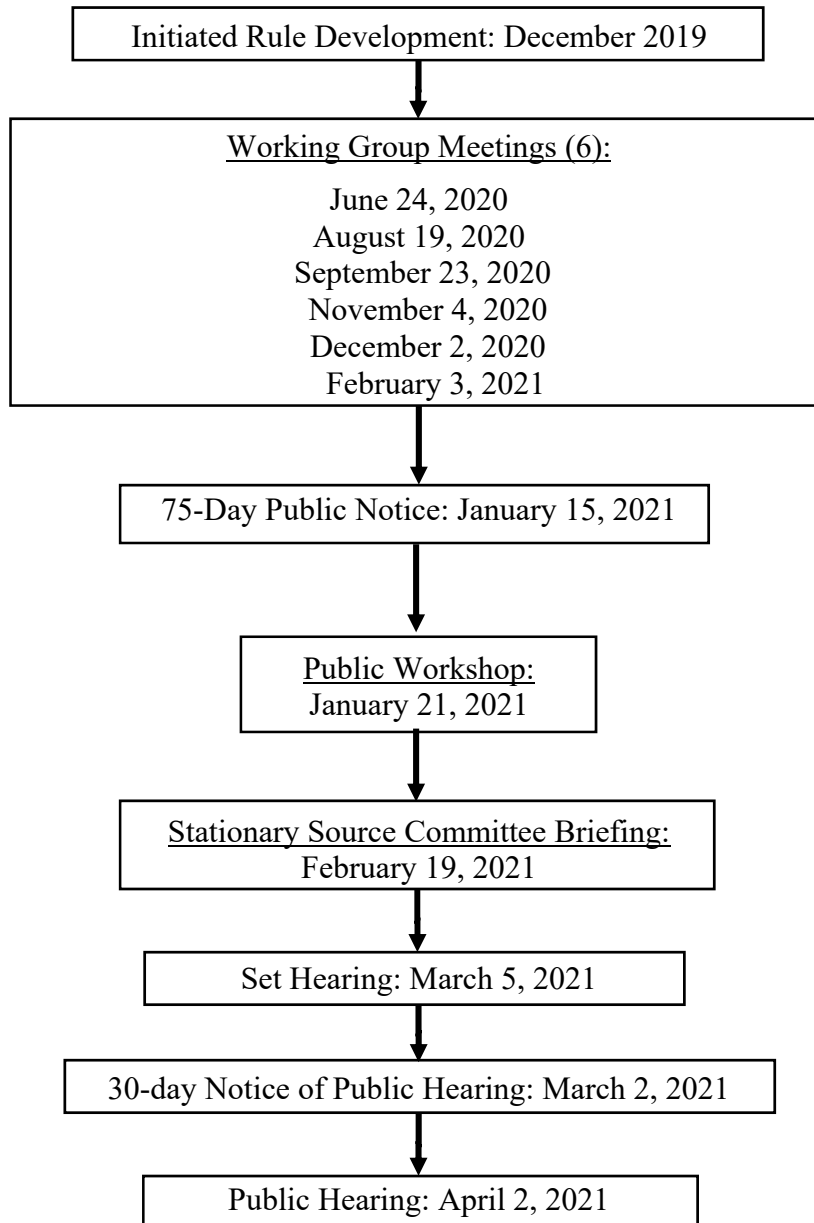 Initiated Rule Development: December 2019
Working Group Meetings (6):
June 24, 2020
August 19, 2020
September 23, 2020
November 4, 2020
December 2, 2020
February 3, 2021
75-Day Public Notice: January 15, 2021
Public Workshop:
January 21, 2021
Stationary Source Committee Briefing:
February 19, 2021
Set Hearing: March 5, 2021
30-day Notice of Public Hearing: March 2, 2021
Public Hearing: April 2, 2021